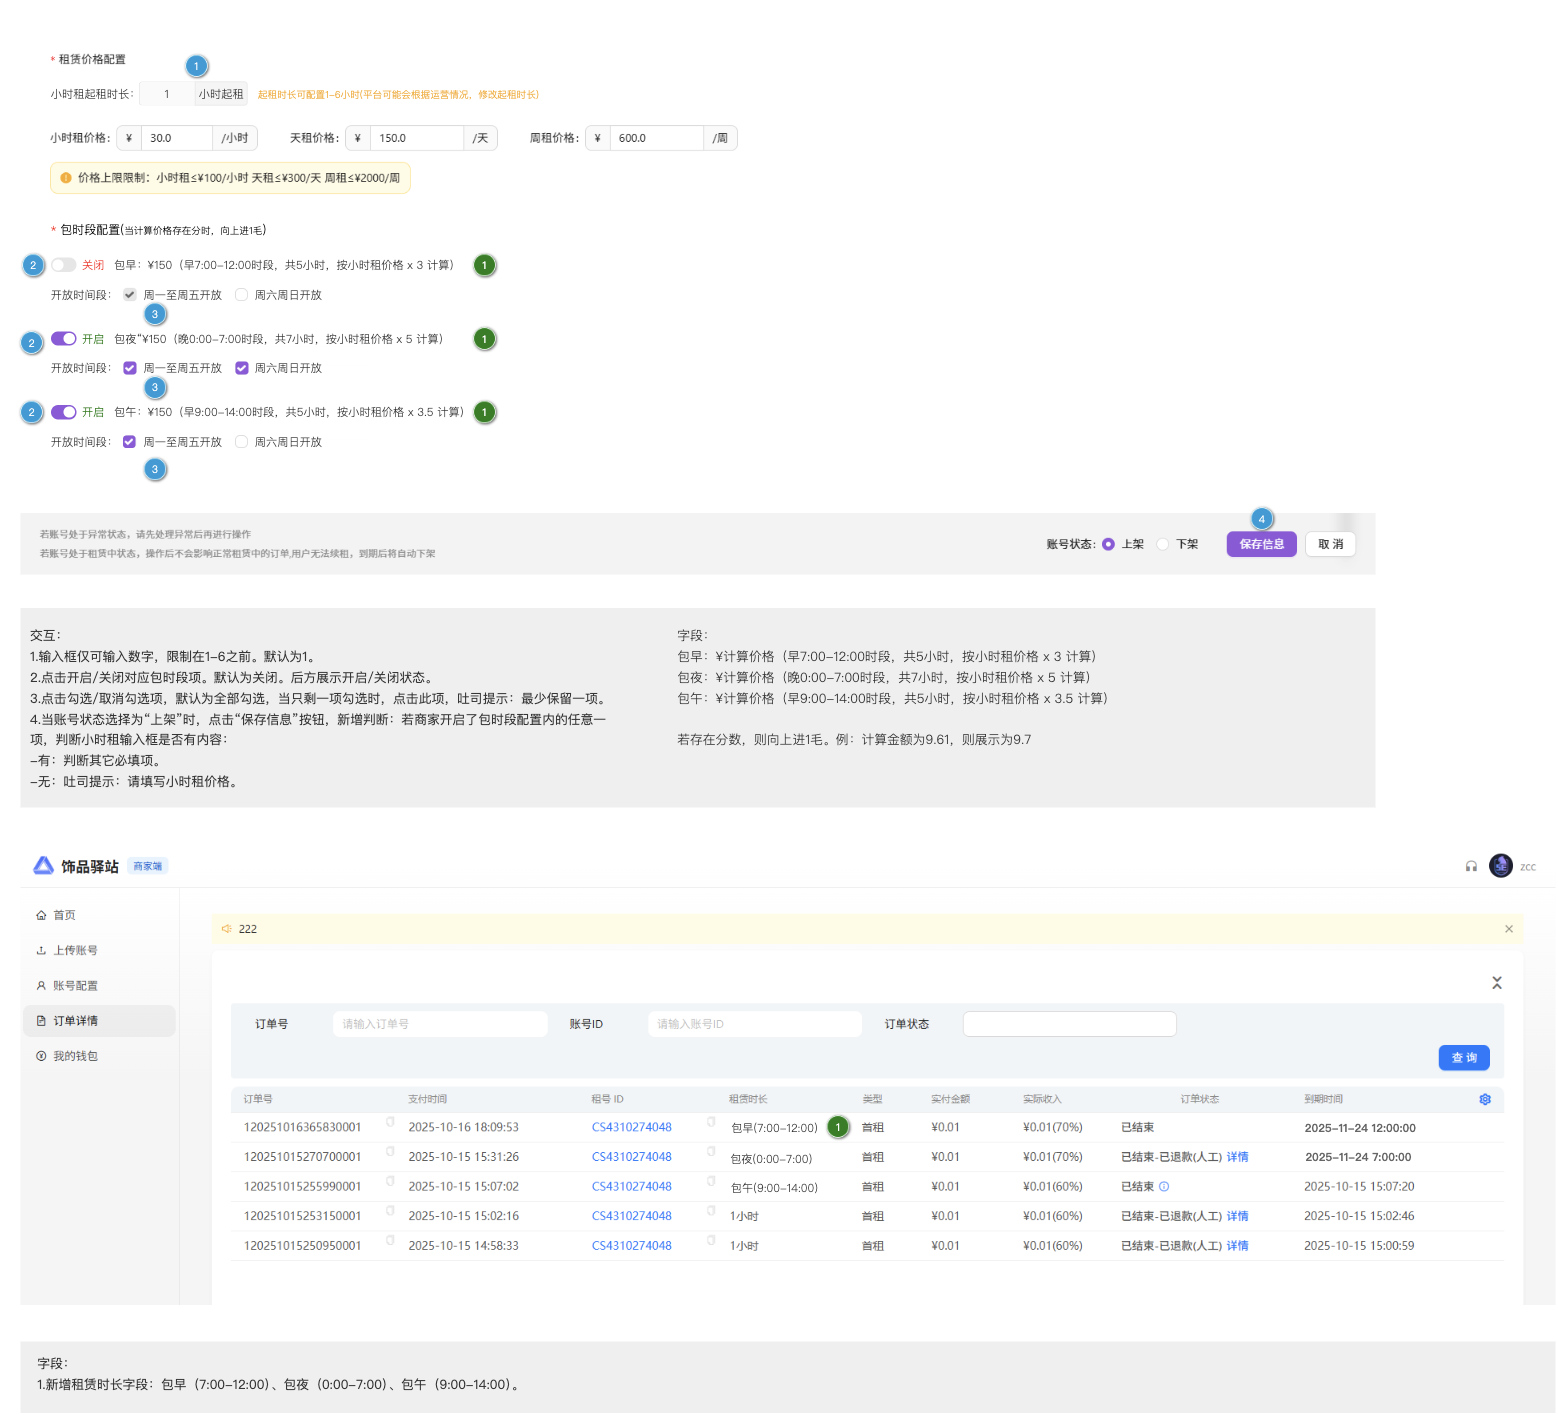 * 租赁价格配置
1
小时租起租时长： 1 小时起租 起租时长可配置1-6小时(平台可能会根据运营情况，修改起租时长)
小时租价格： ¥ 30.0 /小时 天租价格： ¥ 150.0 /天 周租价格： ¥ 600.0 /周
价格上限限制：小时租≤¥100/小时 天租≤¥300/天 周租≤¥2000/周
* 包时段配置(当计算价格存在分时，向上进1毛)
2 关闭 包早：¥150（早7:00-12:00时段，共5小时，按小时租价格 x 3 计算） 1
开放时间段： 周一至周五开放 周六周日开放
3
2 开启 包夜"¥150（晚0:00-7:00时段，共7小时，按小时租价格 x 5 计算） 1
开放时间段： 周一至周五开放 周六周日开放
3
2 开启 包午：¥150（早9:00-14:00时段，共5小时，按小时租价格 x 3.5 计算） 1
开放时间段： 周一至周五开放 周六周日开放
3
若账号处于异常状态，请先处理异常后再进行操作
若账号处于租赁中状态，操作后不会影响正常租赁中的订单,用户无法续租，到期后将自动下架
4
账号状态： 上架 下架 保存信息 取 消
交互：
1.输入框仅可输入数字，限制在1-6之前。默认为1。
2.点击开启/关闭对应包时段项。默认为关闭。后方展示开启/关闭状态。
3.点击勾选/取消勾选项，默认为全部勾选，当只剩一项勾选时，点击此项，吐司提示：最少保留一项。
4.当账号状态选择为“上架”时，点击“保存信息”按钮，新增判断：若商家开启了包时段配置内的任意一
项，判断小时租输入框是否有内容：
-有：判断其它必填项。
-无：吐司提示：请填写小时租价格。
字段：
包早：¥计算价格（早7:00-12:00时段，共5小时，按小时租价格 x 3 计算）
包夜：¥计算价格（晚0:00-7:00时段，共7小时，按小时租价格 x 5 计算）
包午：¥计算价格（早9:00-14:00时段，共5小时，按小时租价格 x 3.5 计算）
若存在分数，则向上进1毛。例：计算金额为9.61，则展示为9.7
饰品驿站 商家端 zcc
首页
上传账号
账号配置
订单详情
我的钱包
222
订单号 请输入订单号 账号ID 请输入账号ID 订单状态
查 询
订单号 支付时间 租号 ID 租赁时长 类型 实付金额 实际收入 订单状态 到期时间
120251016365830001 2025-10-16 18:09:53 CS4310274048 包早(7:00-12:00) 1 首租 ¥0.01 ¥0.01(70%) 已结束 2025-11-24 12:00:00
120251015270700001 2025-10-15 15:31:26 CS4310274048 包夜(0:00-7:00) 首租 ¥0.01 ¥0.01(70%) 已结束-已退款(人工) 详情 2025-11-24 7:00:00
120251015255990001 2025-10-15 15:07:02 CS4310274048 包午(9:00-14:00) 首租 ¥0.01 ¥0.01(60%) 已结束 2025-10-15 15:07:20
120251015253150001 2025-10-15 15:02:16 CS4310274048 1小时 首租 ¥0.01 ¥0.01(60%) 已结束-已退款(人工) 详情 2025-10-15 15:02:46
120251015250950001 2025-10-15 14:58:33 CS4310274048 1小时 首租 ¥0.01 ¥0.01(60%) 已结束-已退款(人工) 详情 2025-10-15 15:00:59
字段：
1.新增租赁时长字段：包早（7:00-12:00）、包夜（0:00-7:00）、包午（9:00-14:00）。